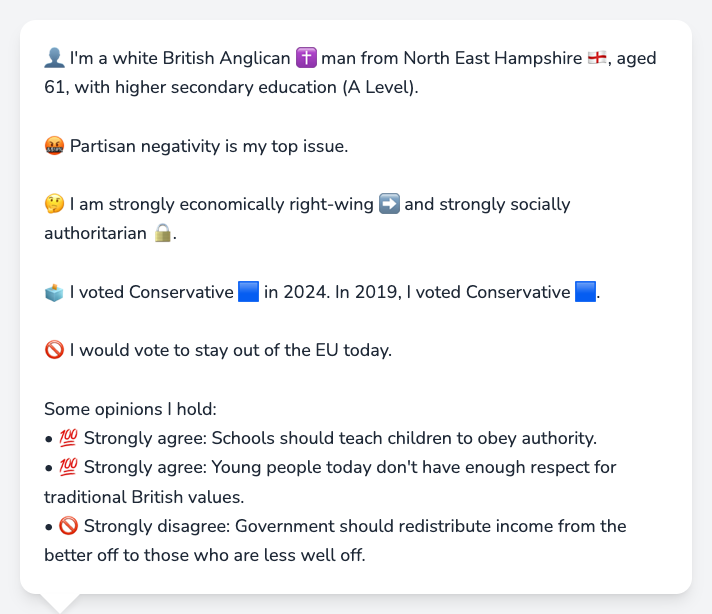 👤 I'm a white British Anglican ✝️ man from North East Hampshire 🏴󠁧󠁢󠁥󠁮󠁧󠁿, aged
61, with higher secondary education (A Level).
🤬 Partisan negativity is my top issue.
🤔 I am strongly economically right-wing ➡️ and strongly socially
authoritarian 🔒.
🗳️ I voted Conservative 🟦 in 2024. In 2019, I voted Conservative 🟦.
🚫 I would vote to stay out of the EU today.
Some opinions I hold:
• 💯 Strongly agree: Schools should teach children to obey authority.
• 💯 Strongly agree: Young people today don't have enough respect for
traditional British values.
• 🚫 Strongly disagree: Government should redistribute income from the
better off to those who are less well off.